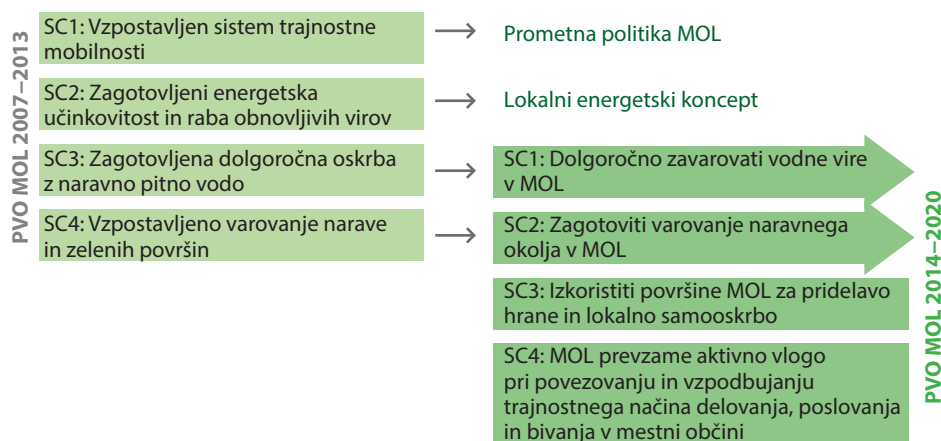 PVO MOL 2007–2013
SC1: Vzpostavljen sistem trajnostne
mobilnosti
Prometna politika MOL
SC2: Zagotovljeni energetska
učinkovitost in raba obnovljivih virov
Lokalni energetski koncept
SC3: Zagotovljena dolgoročna oskrba
z naravno pitno vodo
SC1: Dolgoročno zavarovati vodne vire
v MOL
SC4: Vzpostavljeno varovanje narave
in zelenih površin
SC2: Zagotoviti varovanje naravnega
okolja v MOL
SC3: Izkoristiti površine MOL za pridelavo
hrane in lokalno samooskrbo
SC4: MOL prevzame aktivno vlogo
pri povezovanju in vzpodbujanju
trajnostnega načina delovanja, poslovanja
in bivanja v mestni občini
PVO MOL 2014–2020